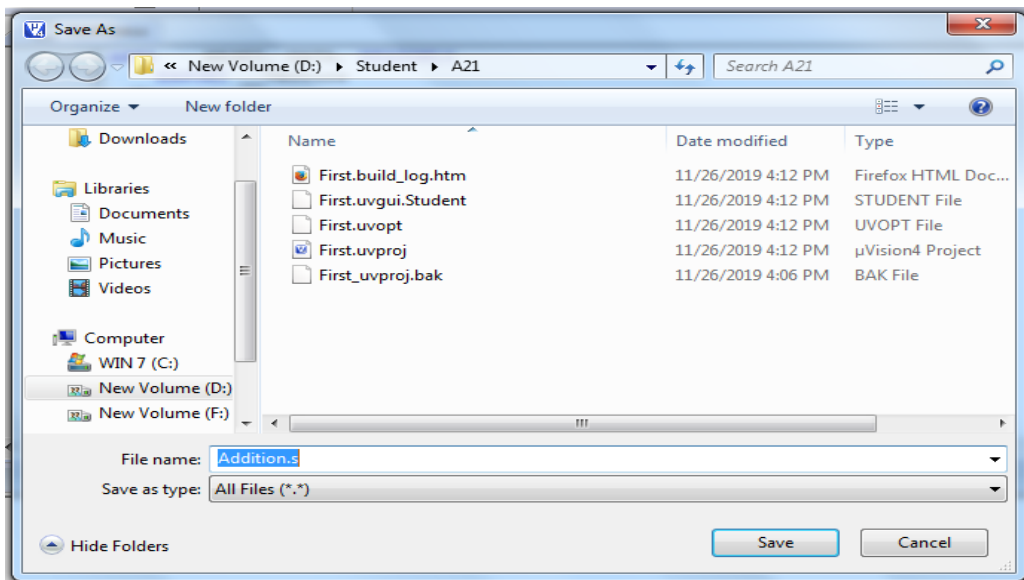 Save As
« New Volume (D:) ▸ Student ▸ A21
Search A21
Organize
New folder
Downloads
Libraries
Documents
Music
Pictures
Videos
Computer
WIN 7 (C:)
New Volume (D:)
New Volume (F:)
Name Date modified Type
First.build_log.htm 11/26/2019 4:12 PM Firefox HTML Doc...
First.uvgui.Student 11/26/2019 4:12 PM STUDENT File
First.uvopt 11/26/2019 4:12 PM UVOPT File
First.uvproj 11/26/2019 4:12 PM µVision4 Project
First_uvproj.bak 11/26/2019 4:06 PM BAK File
File name: Addition.s
Save as type: All Files (*.*)
Hide Folders
Save
Cancel